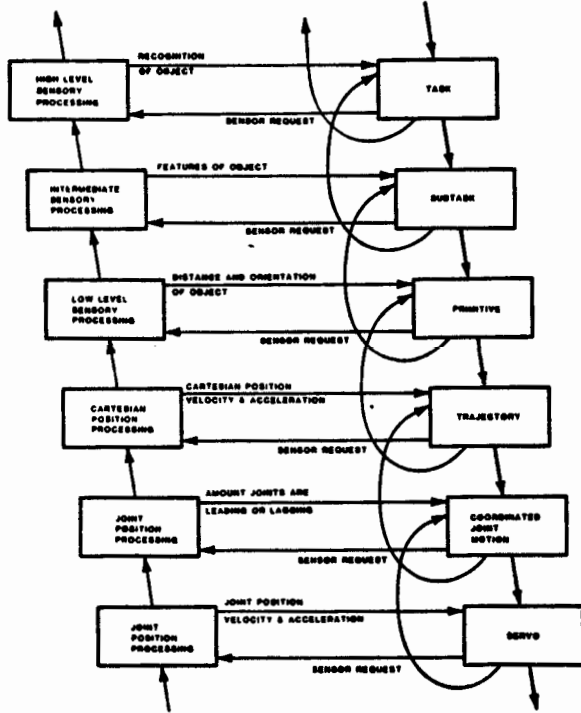 RECOGNITION
OF OBJECT
HIGH LEVEL
SENSORY
PROCESSING
TASK
SENSOR REQUEST
FEATURES OF OBJECT
INTERMEDIATE
SENSORY
PROCESSING
SUBTASK
SENSOR REQUEST
DISTANCE AND ORIENTATION
OF OBJECT
LOW LEVEL
SENSORY
PROCESSING
PRIMITIVE
SENSOR REQUEST
CARTESIAN POSITION
VELOCITY & ACCELERATION
CARTESIAN
POSITION
PROCESSING
TRAJECTORY
SENSOR REQUEST
AMOUNT JOINTS ARE
LEADING OR LAGGING
JOINT
POSITION
PROCESSING
COORDINATED
JOINT
MOTION
SENSOR REQUEST
JOINT POSITION
VELOCITY & ACCELERATION
JOINT
POSITION
PROCESSING
SERVO
SENSOR REQUEST